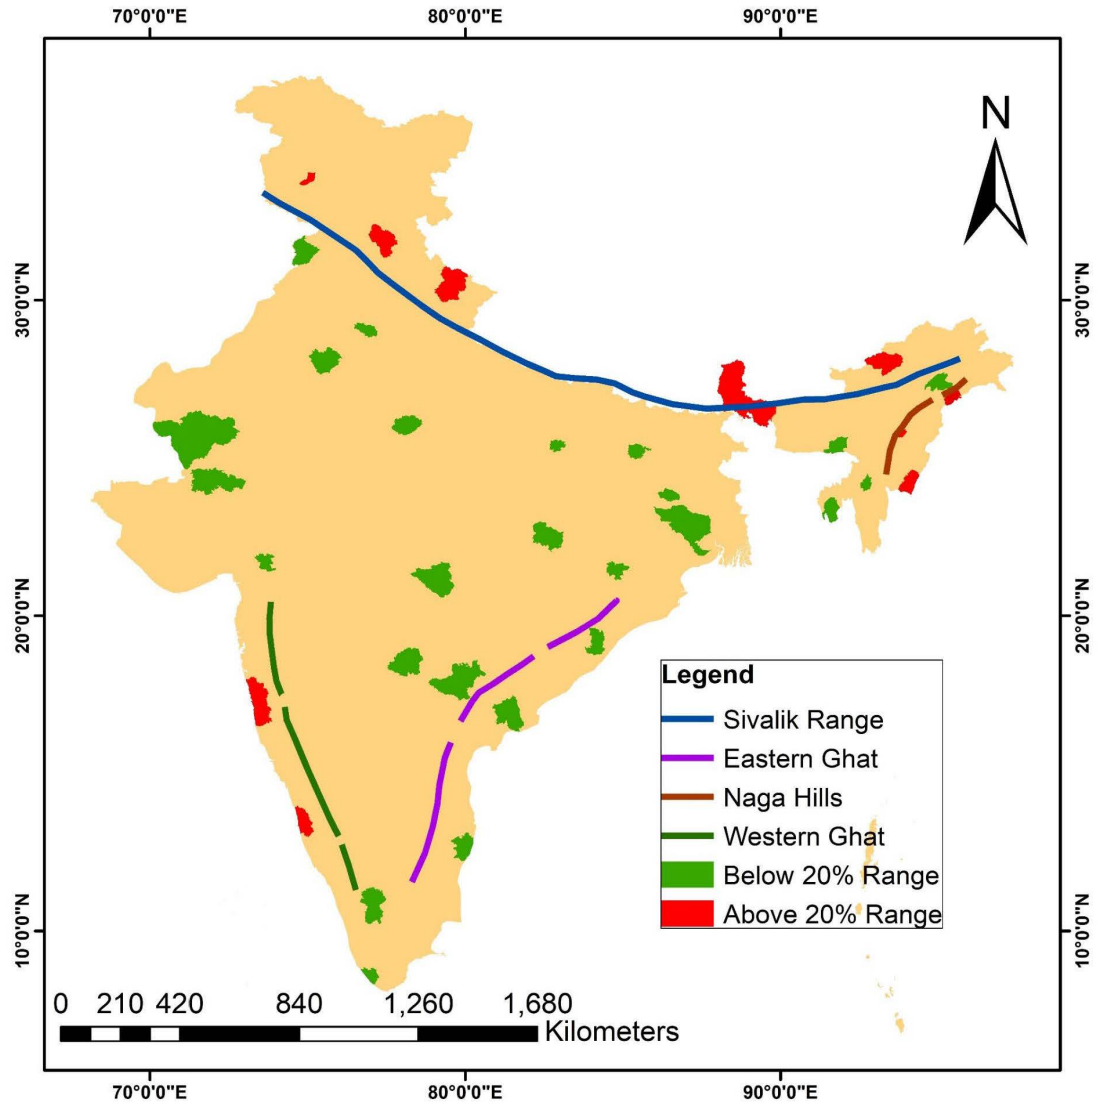 70°0'0"E 80°0'0"E 90°0'0"E
N
30°0'0"N 30°0'0"N
20°0'0"N 20°0'0"N
Legend
Sivalik Range
Eastern Ghat
Naga Hills
Western Ghat
Below 20% Range
Above 20% Range
10°0'0"N 10°0'0"N
0 210 420 840 1,260 1,680
Kilometers
70°0'0"E 80°0'0"E 90°0'0"E